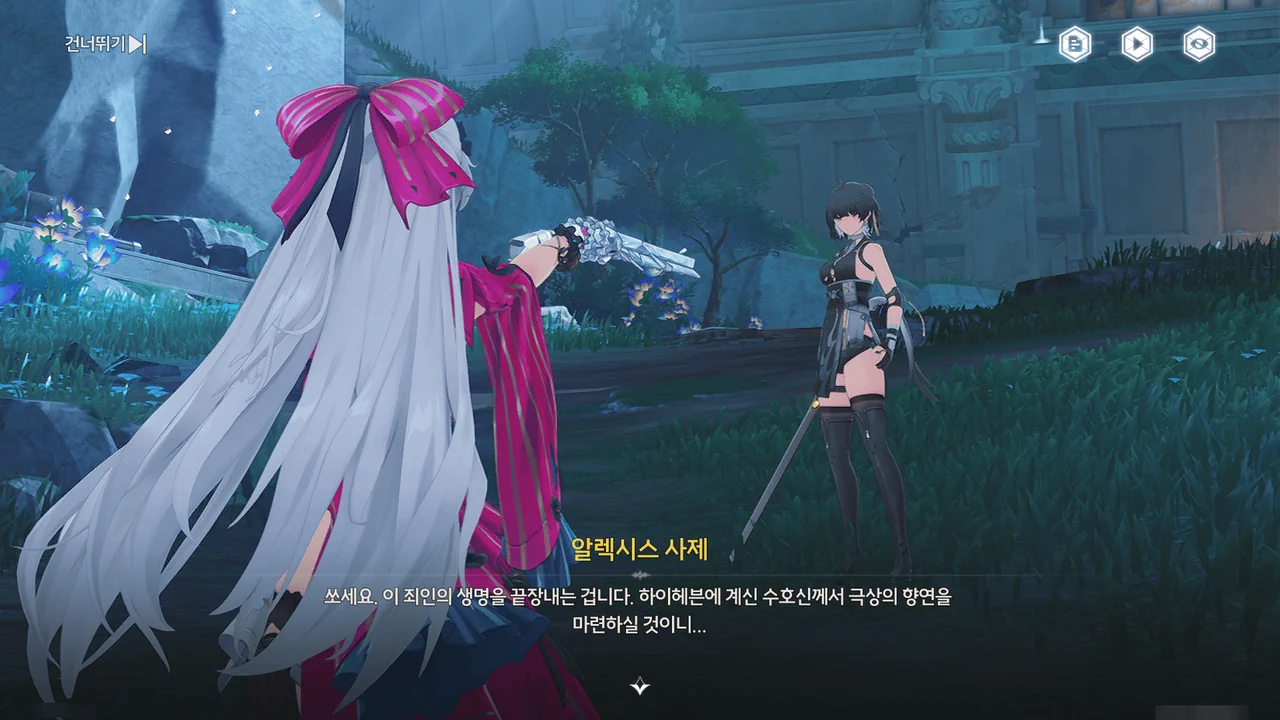 건너뛰기
알렉시스 사제
쏘세요. 이 죄인의 생명을 끝장내는 겁니다. 하이헤븐에 계신 수호신께서 극상의 향연을
마련하실 것이니...